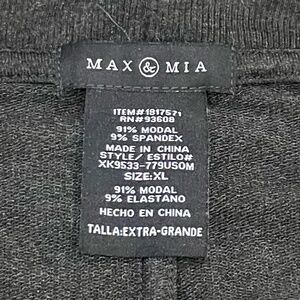 MAX & MIA
ITEM#1817571
RN#93608
91% MODAL
9% SPANDEX
MADE IN CHINA
STYLE/ ESTILO#
XK9533-779USOM
SIZE:XL
91% MODAL
9% ELASTANO
HECHO EN CHINA
TALLA:EXTRA-GRANDE